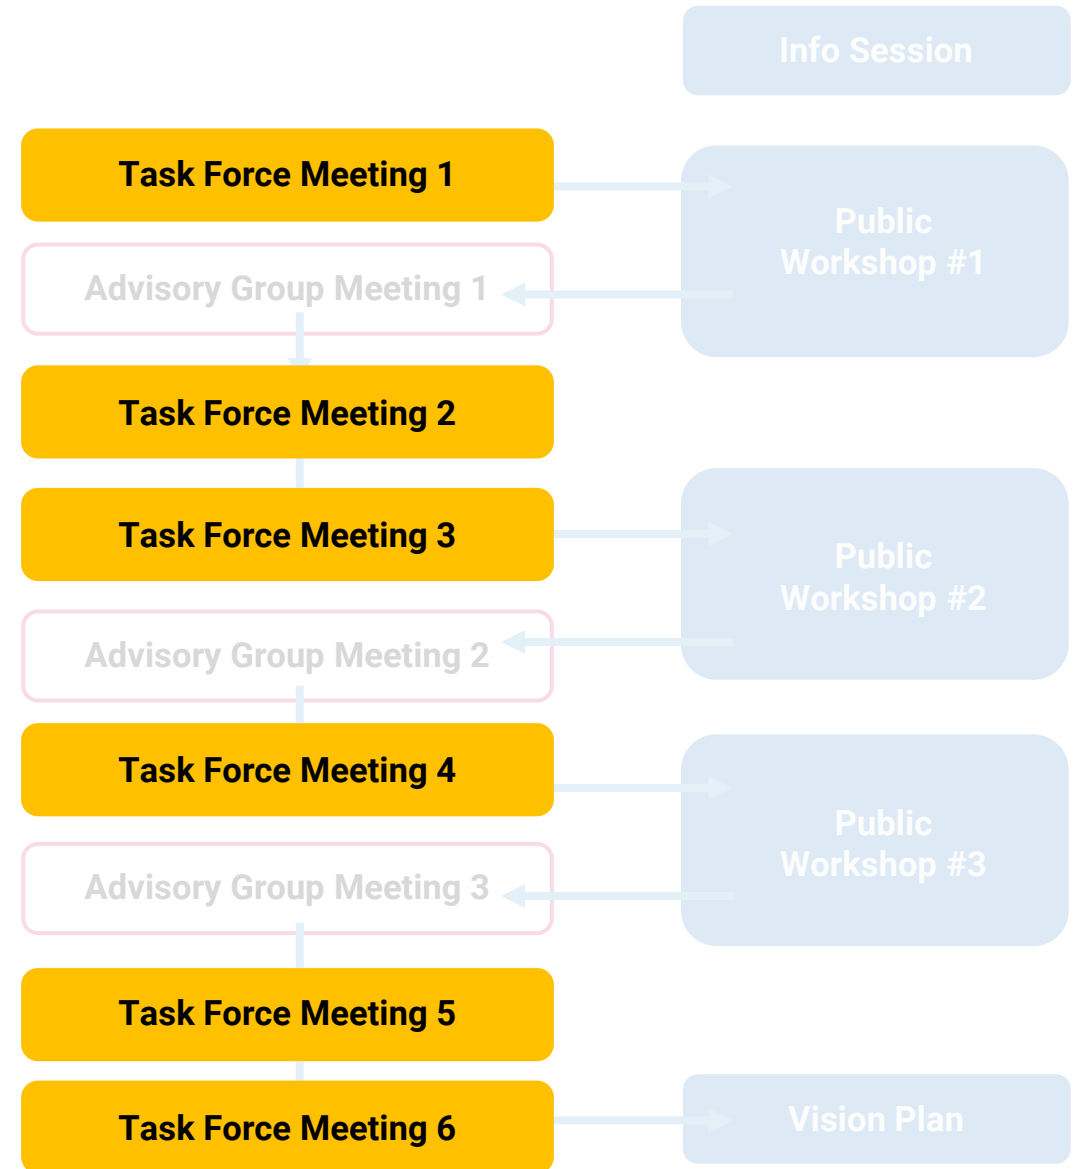 Info Session
Task Force Meeting 1
Public
Workshop #1
Advisory Group Meeting 1
Task Force Meeting 2
Task Force Meeting 3
Public
Workshop #2
Advisory Group Meeting 2
Task Force Meeting 4
Public
Workshop #3
Advisory Group Meeting 3
Task Force Meeting 5
Task Force Meeting 6
Vision Plan